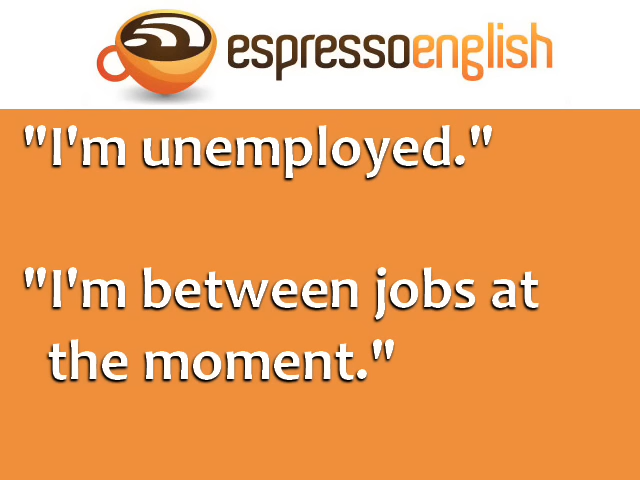 espressoenglish
"I'm unemployed."
"I'm between jobs at
the moment."